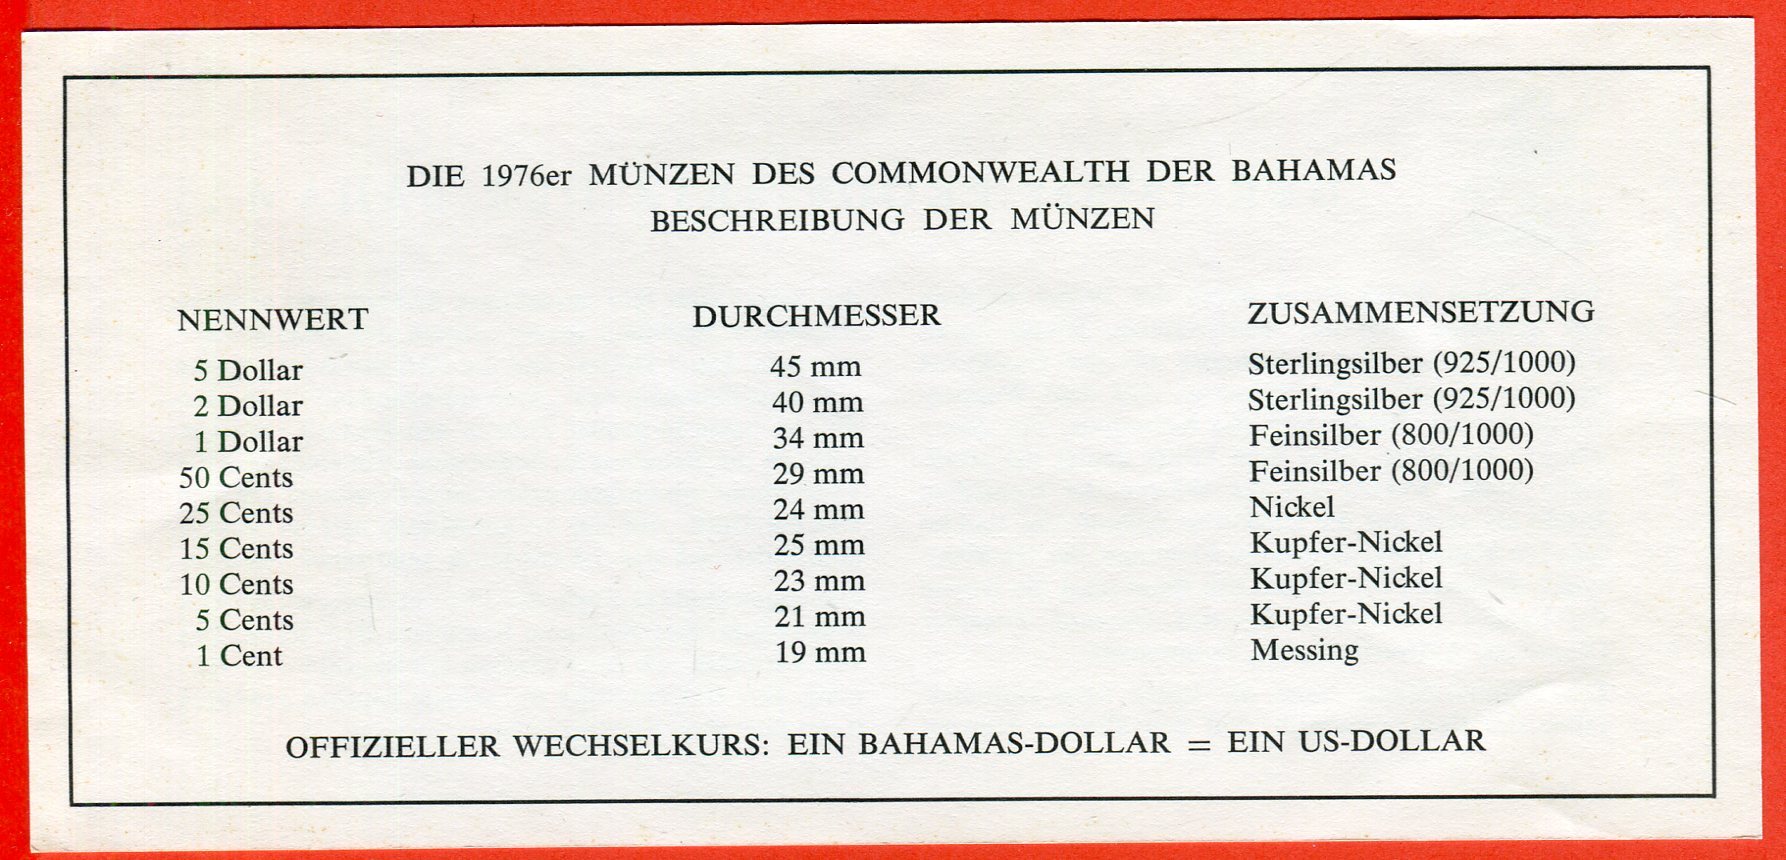 DIE 1976er MÜNZEN DES COMMONWEALTH DER BAHAMAS
BESCHREIBUNG DER MÜNZEN
NENNWERT DURCHMESSER ZUSAMMENSETZUNG
5 Dollar 45 mm Sterlingsilber (925/1000)
2 Dollar 40 mm Sterlingsilber (925/1000)
1 Dollar 34 mm Feinsilber (800/1000)
50 Cents 29 mm Feinsilber (800/1000)
25 Cents 24 mm Nickel
15 Cents 25 mm Kupfer-Nickel
10 Cents 23 mm Kupfer-Nickel
5 Cents 21 mm Kupfer-Nickel
1 Cent 19 mm Messing
OFFIZIELLER WECHSELKURS: EIN BAHAMAS-DOLLAR = EIN US-DOLLAR